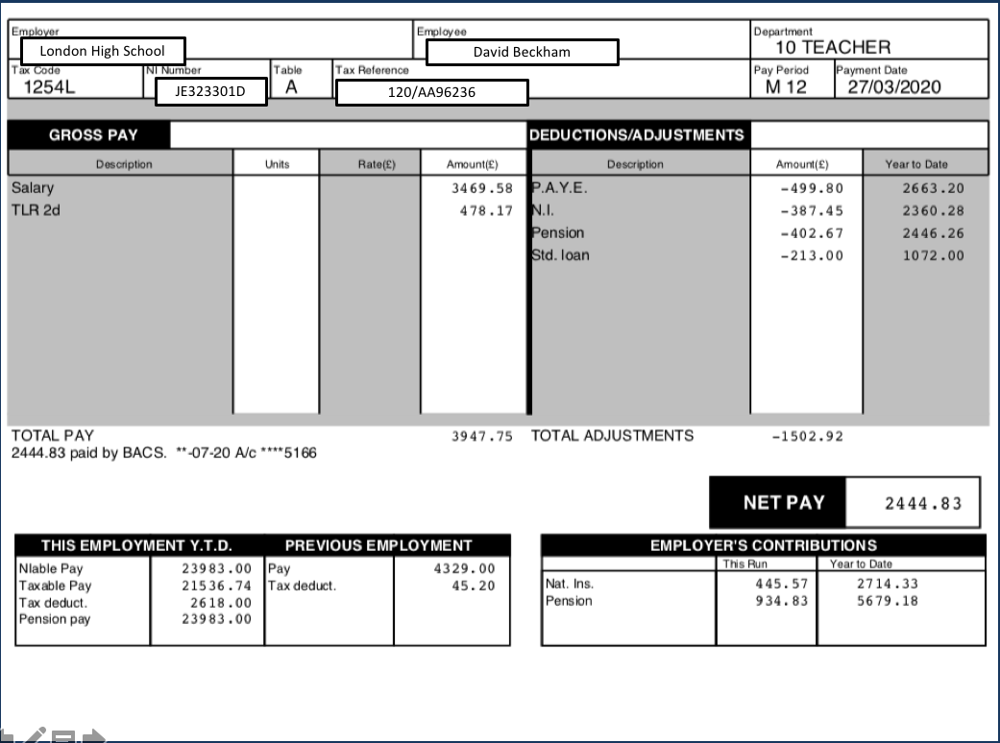 Employer
London High School
Employee
David Beckham
Department
10 TEACHER
Tax Code
1254L
NI Number
JE323301D
Table
A
Tax Reference
120/AA96236
Pay Period
M 12
Payment Date
27/03/2020
GROSS PAY
DEDUCTIONS/ADJUSTMENTS
Description Units Rate(£) Amount(£) Description Amount(£) Year to Date
Salary 3469.58 P.A.Y.E. -499.80 2663.20
TLR 2d 478.17 N.I. -387.45 2360.28
Pension -402.67 2446.26
Std. loan -213.00 1072.00
TOTAL PAY 3947.75 TOTAL ADJUSTMENTS -1502.92
2444.83 paid by BACS. **-07-20 A/c ****5166
NET PAY 2444.83
THIS EMPLOYMENT Y.T.D. PREVIOUS EMPLOYMENT
NIable Pay 23983.00 Pay 4329.00
Taxable Pay 21536.74 Tax deduct. 45.20
Tax deduct. 2618.00
Pension pay 23983.00
EMPLOYER'S CONTRIBUTIONS
This Run Year to Date
Nat. Ins. 445.57 2714.33
Pension 934.83 5679.18